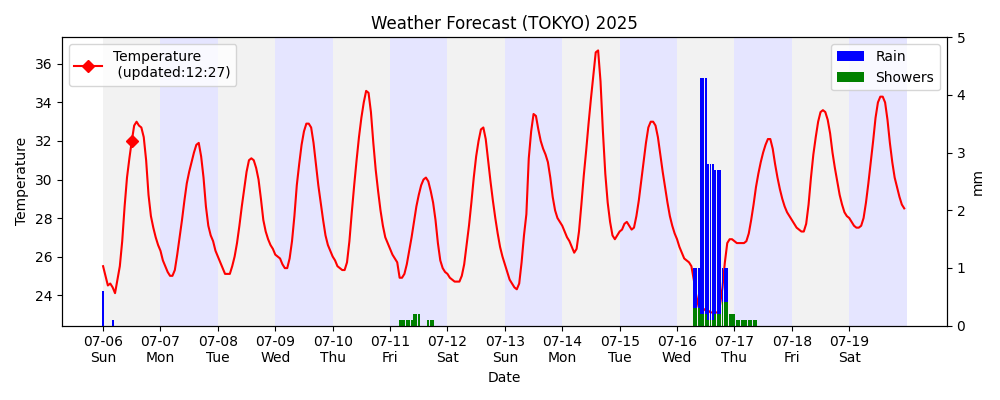 Weather Forecast (TOKYO) 2025
Temperature
(updated:12:27)
Rain
Showers
Temperature
36
34
32
30
28
26
24
5
4
3
2
1
0
mm
07-06 07-07 07-08 07-09 07-10 07-11 07-12 07-13 07-14 07-15 07-16 07-17 07-18 07-19
Sun Mon Tue Wed Thu Fri Sat Sun Mon Tue Wed Thu Fri Sat
Date